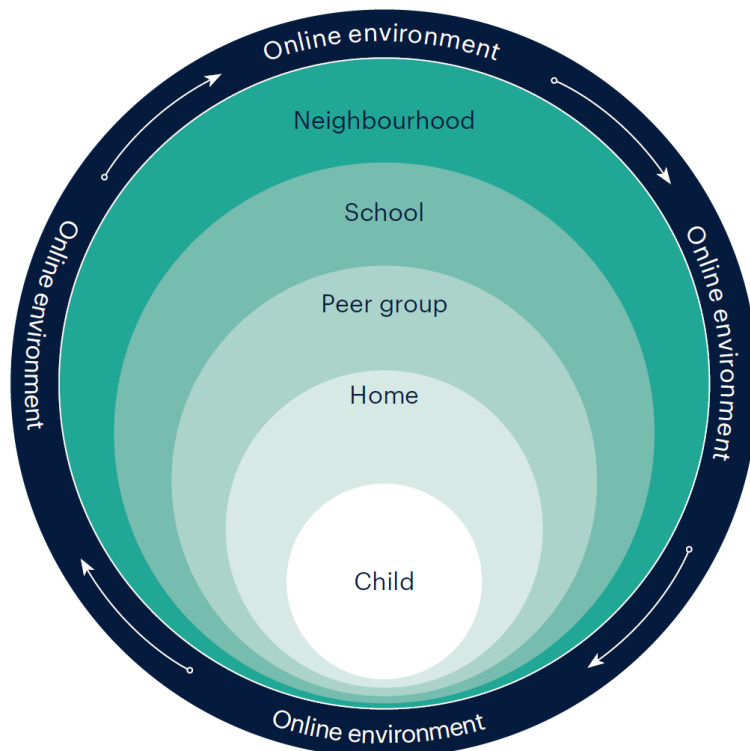 Online environment
Neighbourhood
School
Online environment
Online environment
Peer group
Home
Child
Online environment